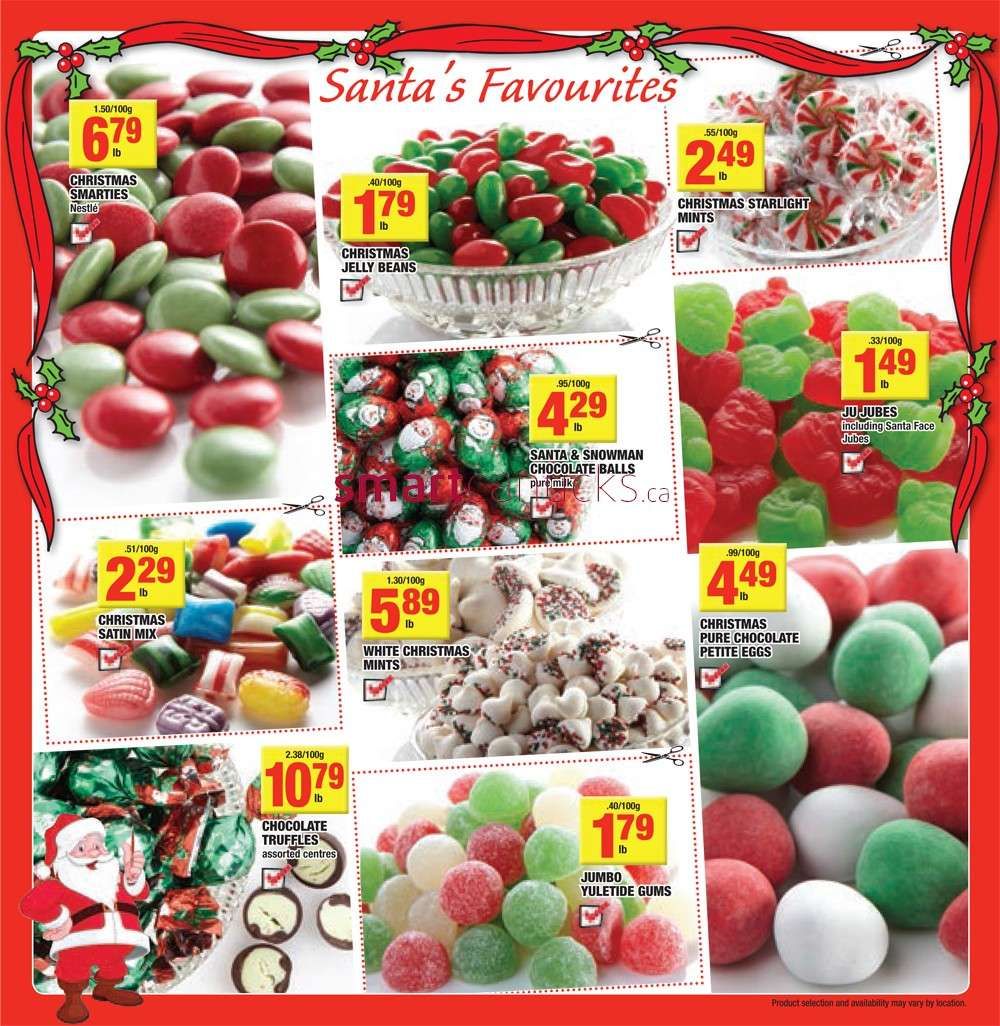 Santa's Favourites
1.50/100g
6.79
lb
CHRISTMAS
SMARTIES
Nestlé
.40/100g
1.79
lb
CHRISTMAS
JELLY BEANS
.55/100g
2.49
lb
CHRISTMAS STARLIGHT
MINTS
.95/100g
4.29
lb
SANTA & SNOWMAN
CHOCOLATE BALLS
pure milk
.33/100g
1.49
lb
JU JUBES
including Santa Face
Jubes
smartcanucks.ca
.51/100g
2.29
lb
CHRISTMAS
SATIN MIX
1.30/100g
5.89
lb
WHITE CHRISTMAS
MINTS
.99/100g
4.49
lb
CHRISTMAS
PURE CHOCOLATE
PETITE EGGS
2.38/100g
10.79
lb
CHOCOLATE
TRUFFLES
assorted centres
.40/100g
1.79
lb
JUMBO
YULETIDE GUMS
Product selection and availability may vary by location.